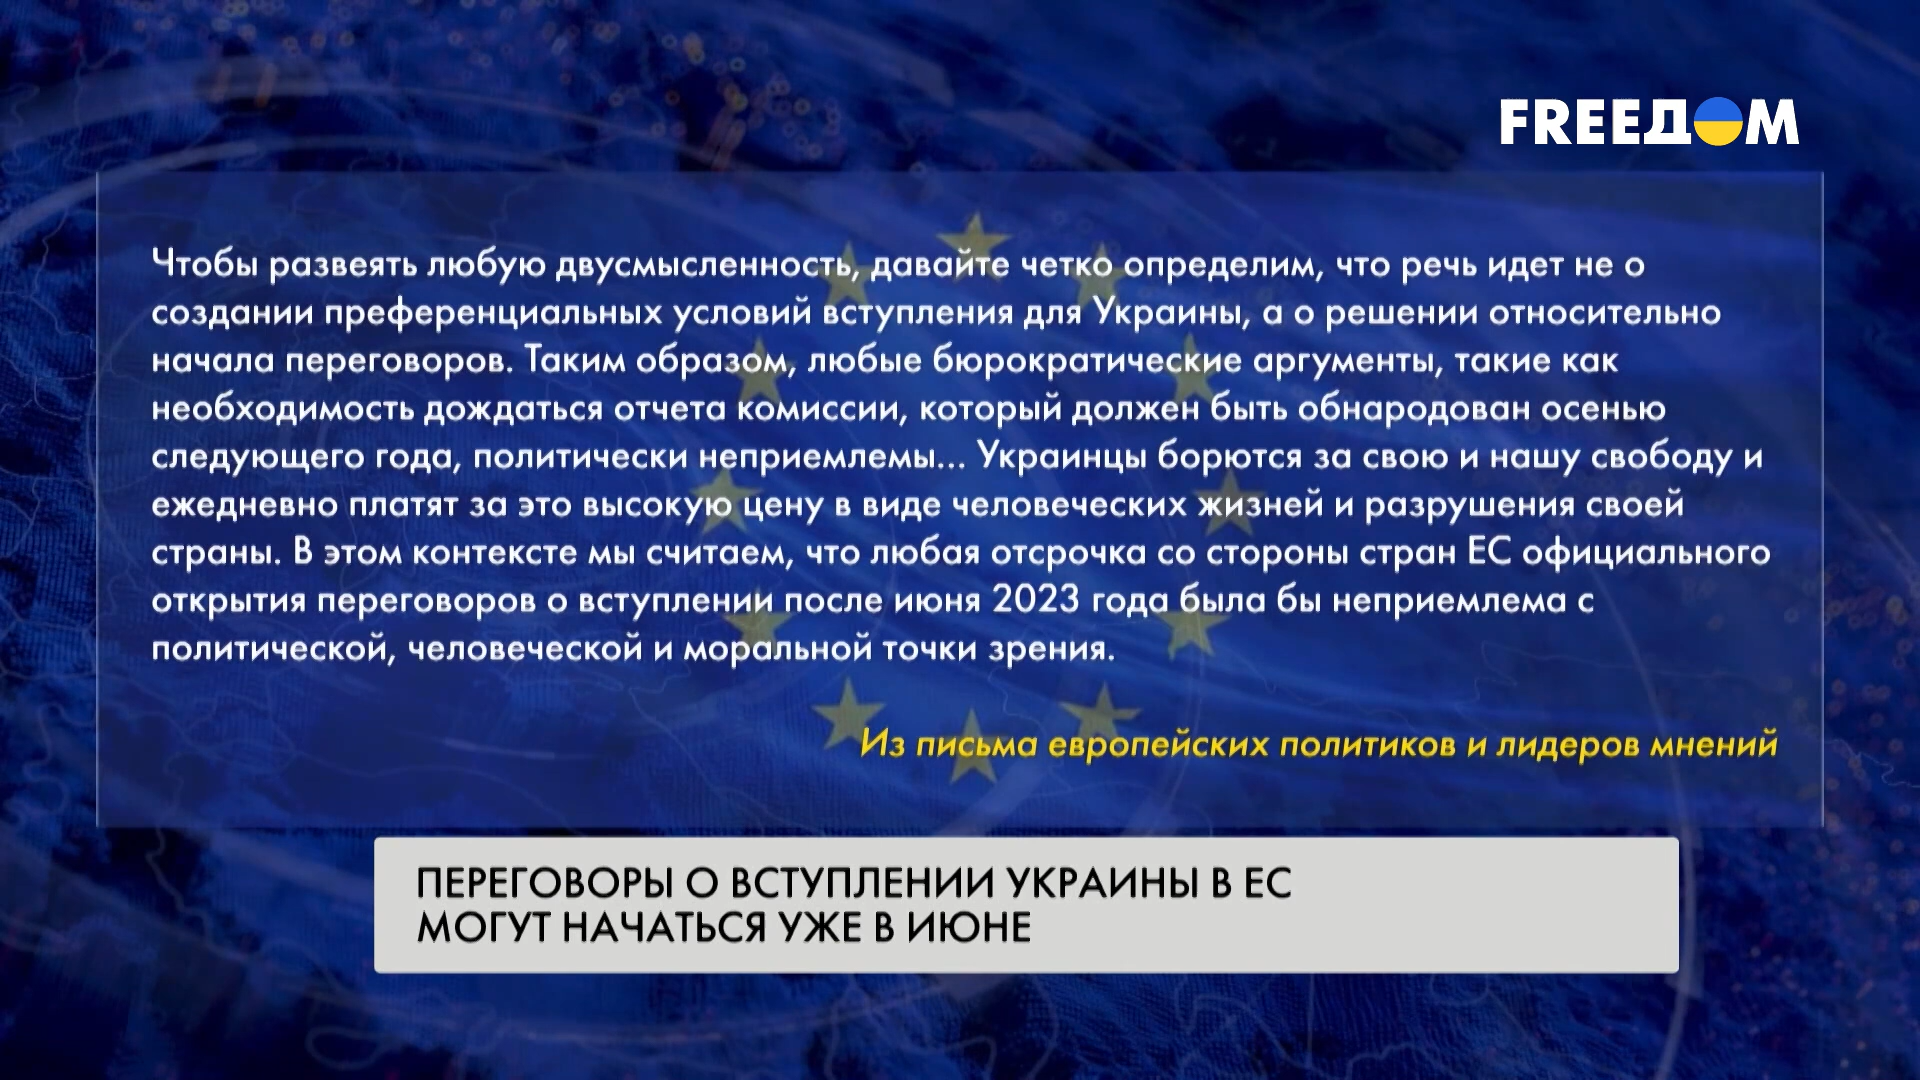 FREEДOM
Чтобы развеять любую двусмысленность, давайте четко определим, что речь идет не о
создании преференциальных условий вступления для Украины, а о решении относительно
начала переговоров. Таким образом, любые бюрократические аргументы, такие как
необходимость дождаться отчета комиссии, который должен быть обнародован осенью
следующего года, политически неприемлемы... Украинцы борются за свою и нашу свободу и
ежедневно платят за это высокую цену в виде человеческих жизней и разрушения своей
страны. В этом контексте мы считаем, что любая отсрочка со стороны стран ЕС официального
открытия переговоров о вступлении после июня 2023 года была бы неприемлема с
политической, человеческой и моральной точки зрения.
Из письма европейских политиков и лидеров мнений
ПЕРЕГОВОРЫ О ВСТУПЛЕНИИ УКРАИНЫ В ЕС
МОГУТ НАЧАТЬСЯ УЖЕ В ИЮНЕ